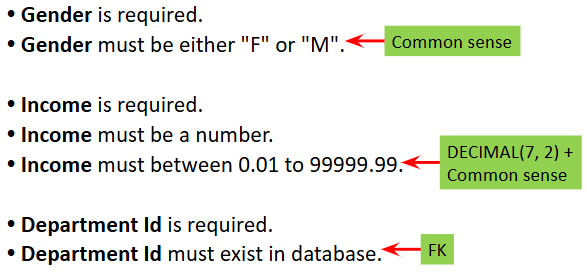 • Gender is required.
• Gender must be either "F" or "M".
Common sense
• Income is required.
• Income must be a number.
• Income must between 0.01 to 99999.99.
DECIMAL(7, 2) +
Common sense
• Department Id is required.
• Department Id must exist in database.
FK